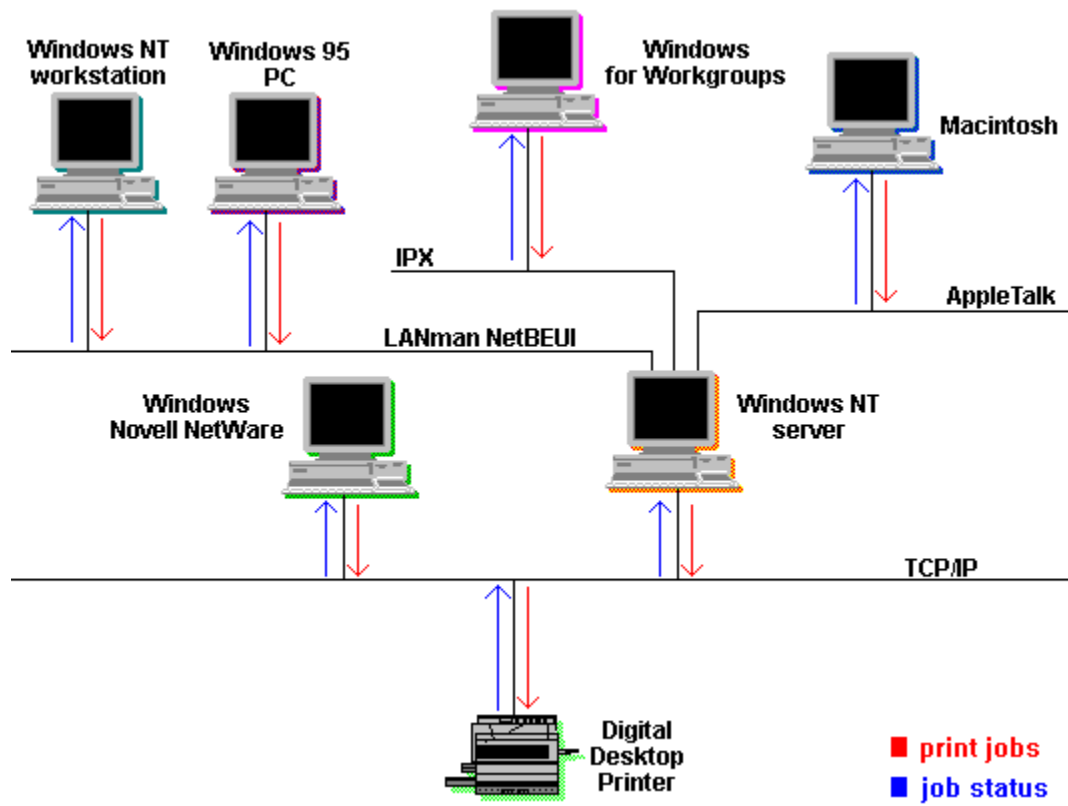 Windows NT
workstation
Windows 95
PC
Windows
for Workgroups
Macintosh
IPX
AppleTalk
LANman NetBEUI
Windows
Novell NetWare
Windows NT
server
TCP/IP
Digital
Desktop
Printer
print jobs
job status